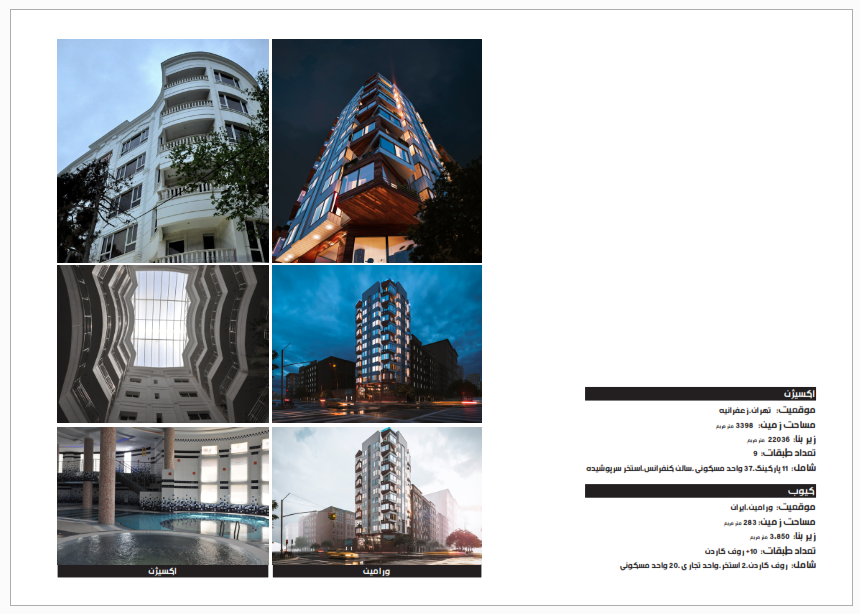 اکسیژن
موقعیت: تهران.زعفرانیه
مساحت زمین: 3398 متر مربع
زیر بنا: 22036 متر مربع
تعداد طبقات: 9
شامل: 11 پارکینگ.37 واحد مسکونی.سالن کنفرانس.استخر سرپوشیده
کیوب
موقعیت: ورامین.ایران
مساحت زمین: 283 متر مربع
زیر بنا: 3.850 متر مربع
تعداد طبقات: 10+ روف گاردن
شامل: روف گاردن.2 استخر.واحد تجاری.20 واحد مسکونی
ورامین
اکسیژن